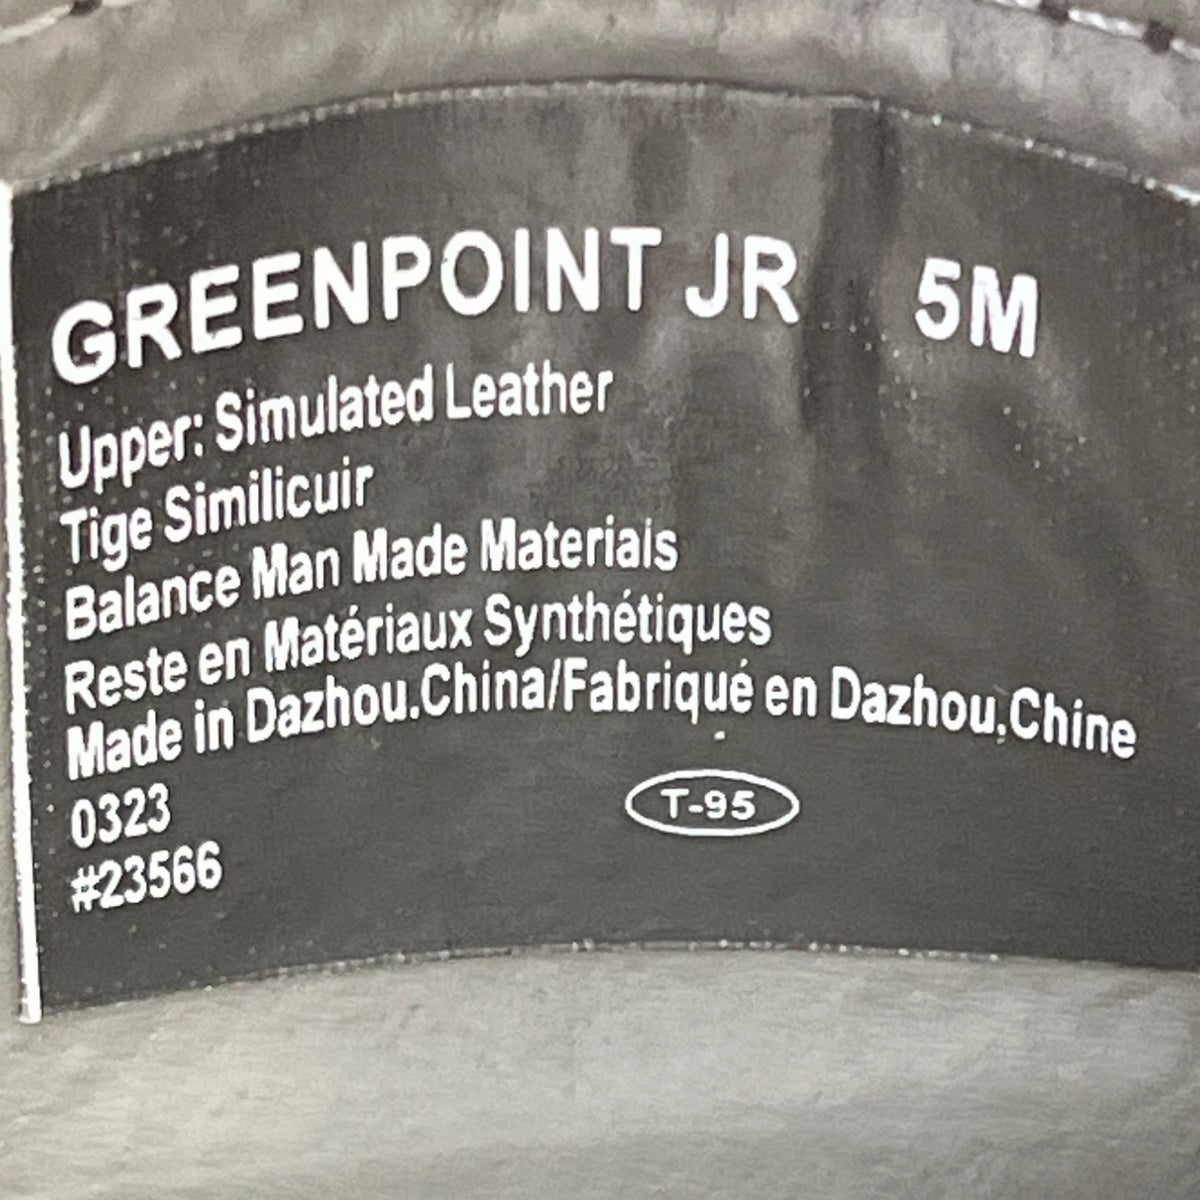 GREENPOINT JR 5M
Upper: Simulated Leather
Tige Similicuir
Balance Man Made Materials
Reste en Matériaux Synthétiques
Made in Dazhou.China/Fabriqué en Dazhou.Chine
0323
T-95
#23566